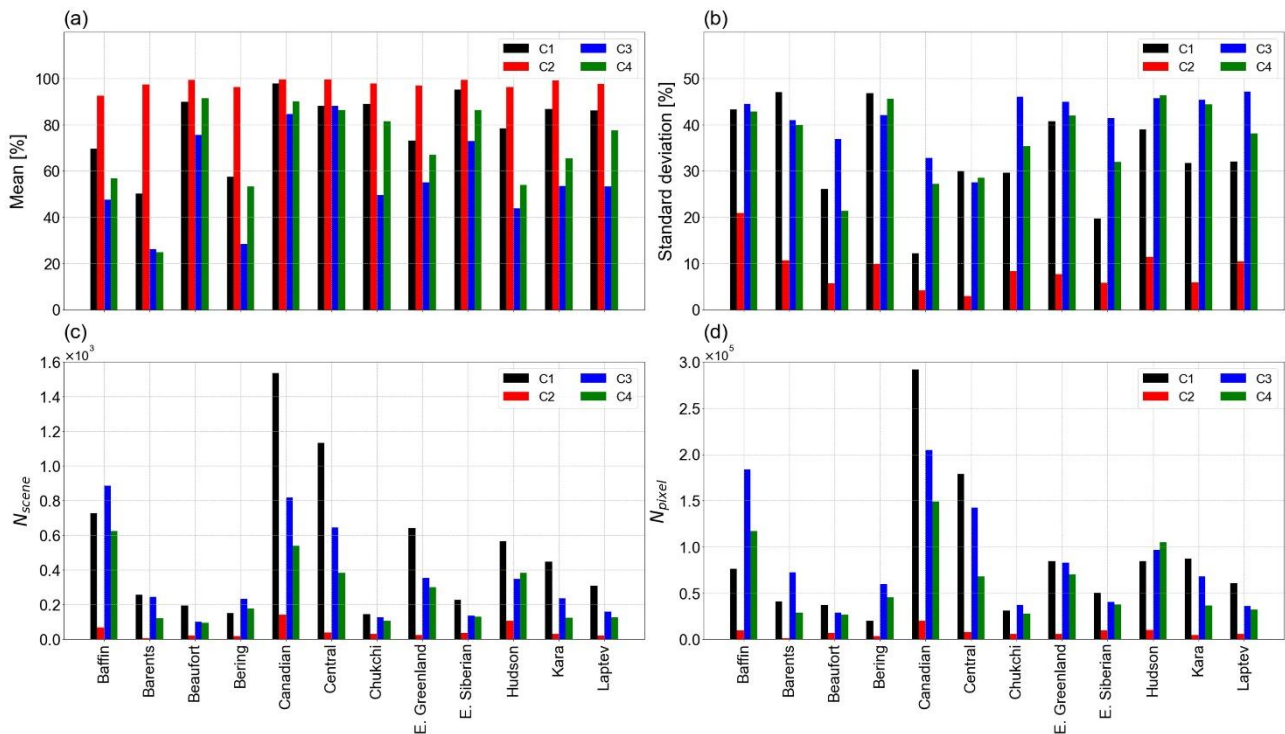 (a)
(b)
C1 C3
C2 C4
C1 C3
C2 C4
Mean [%]
100
80
60
40
20
0
Standard deviation [%]
50
40
30
20
10
0
(c)
(d)
×10³
×10⁵
C1 C3
C2 C4
C1 C3
C2 C4
N_scene
1.6
1.4
1.2
1.0
0.8
0.6
0.4
0.2
0.0
N_pixel
3.0
2.5
2.0
1.5
1.0
0.5
0.0
Baffin
Barents
Beaufort
Bering
Canadian
Central
Chukchi
E. Greenland
E. Siberian
Hudson
Kara
Laptev
Baffin
Barents
Beaufort
Bering
Canadian
Central
Chukchi
E. Greenland
E. Siberian
Hudson
Kara
Laptev